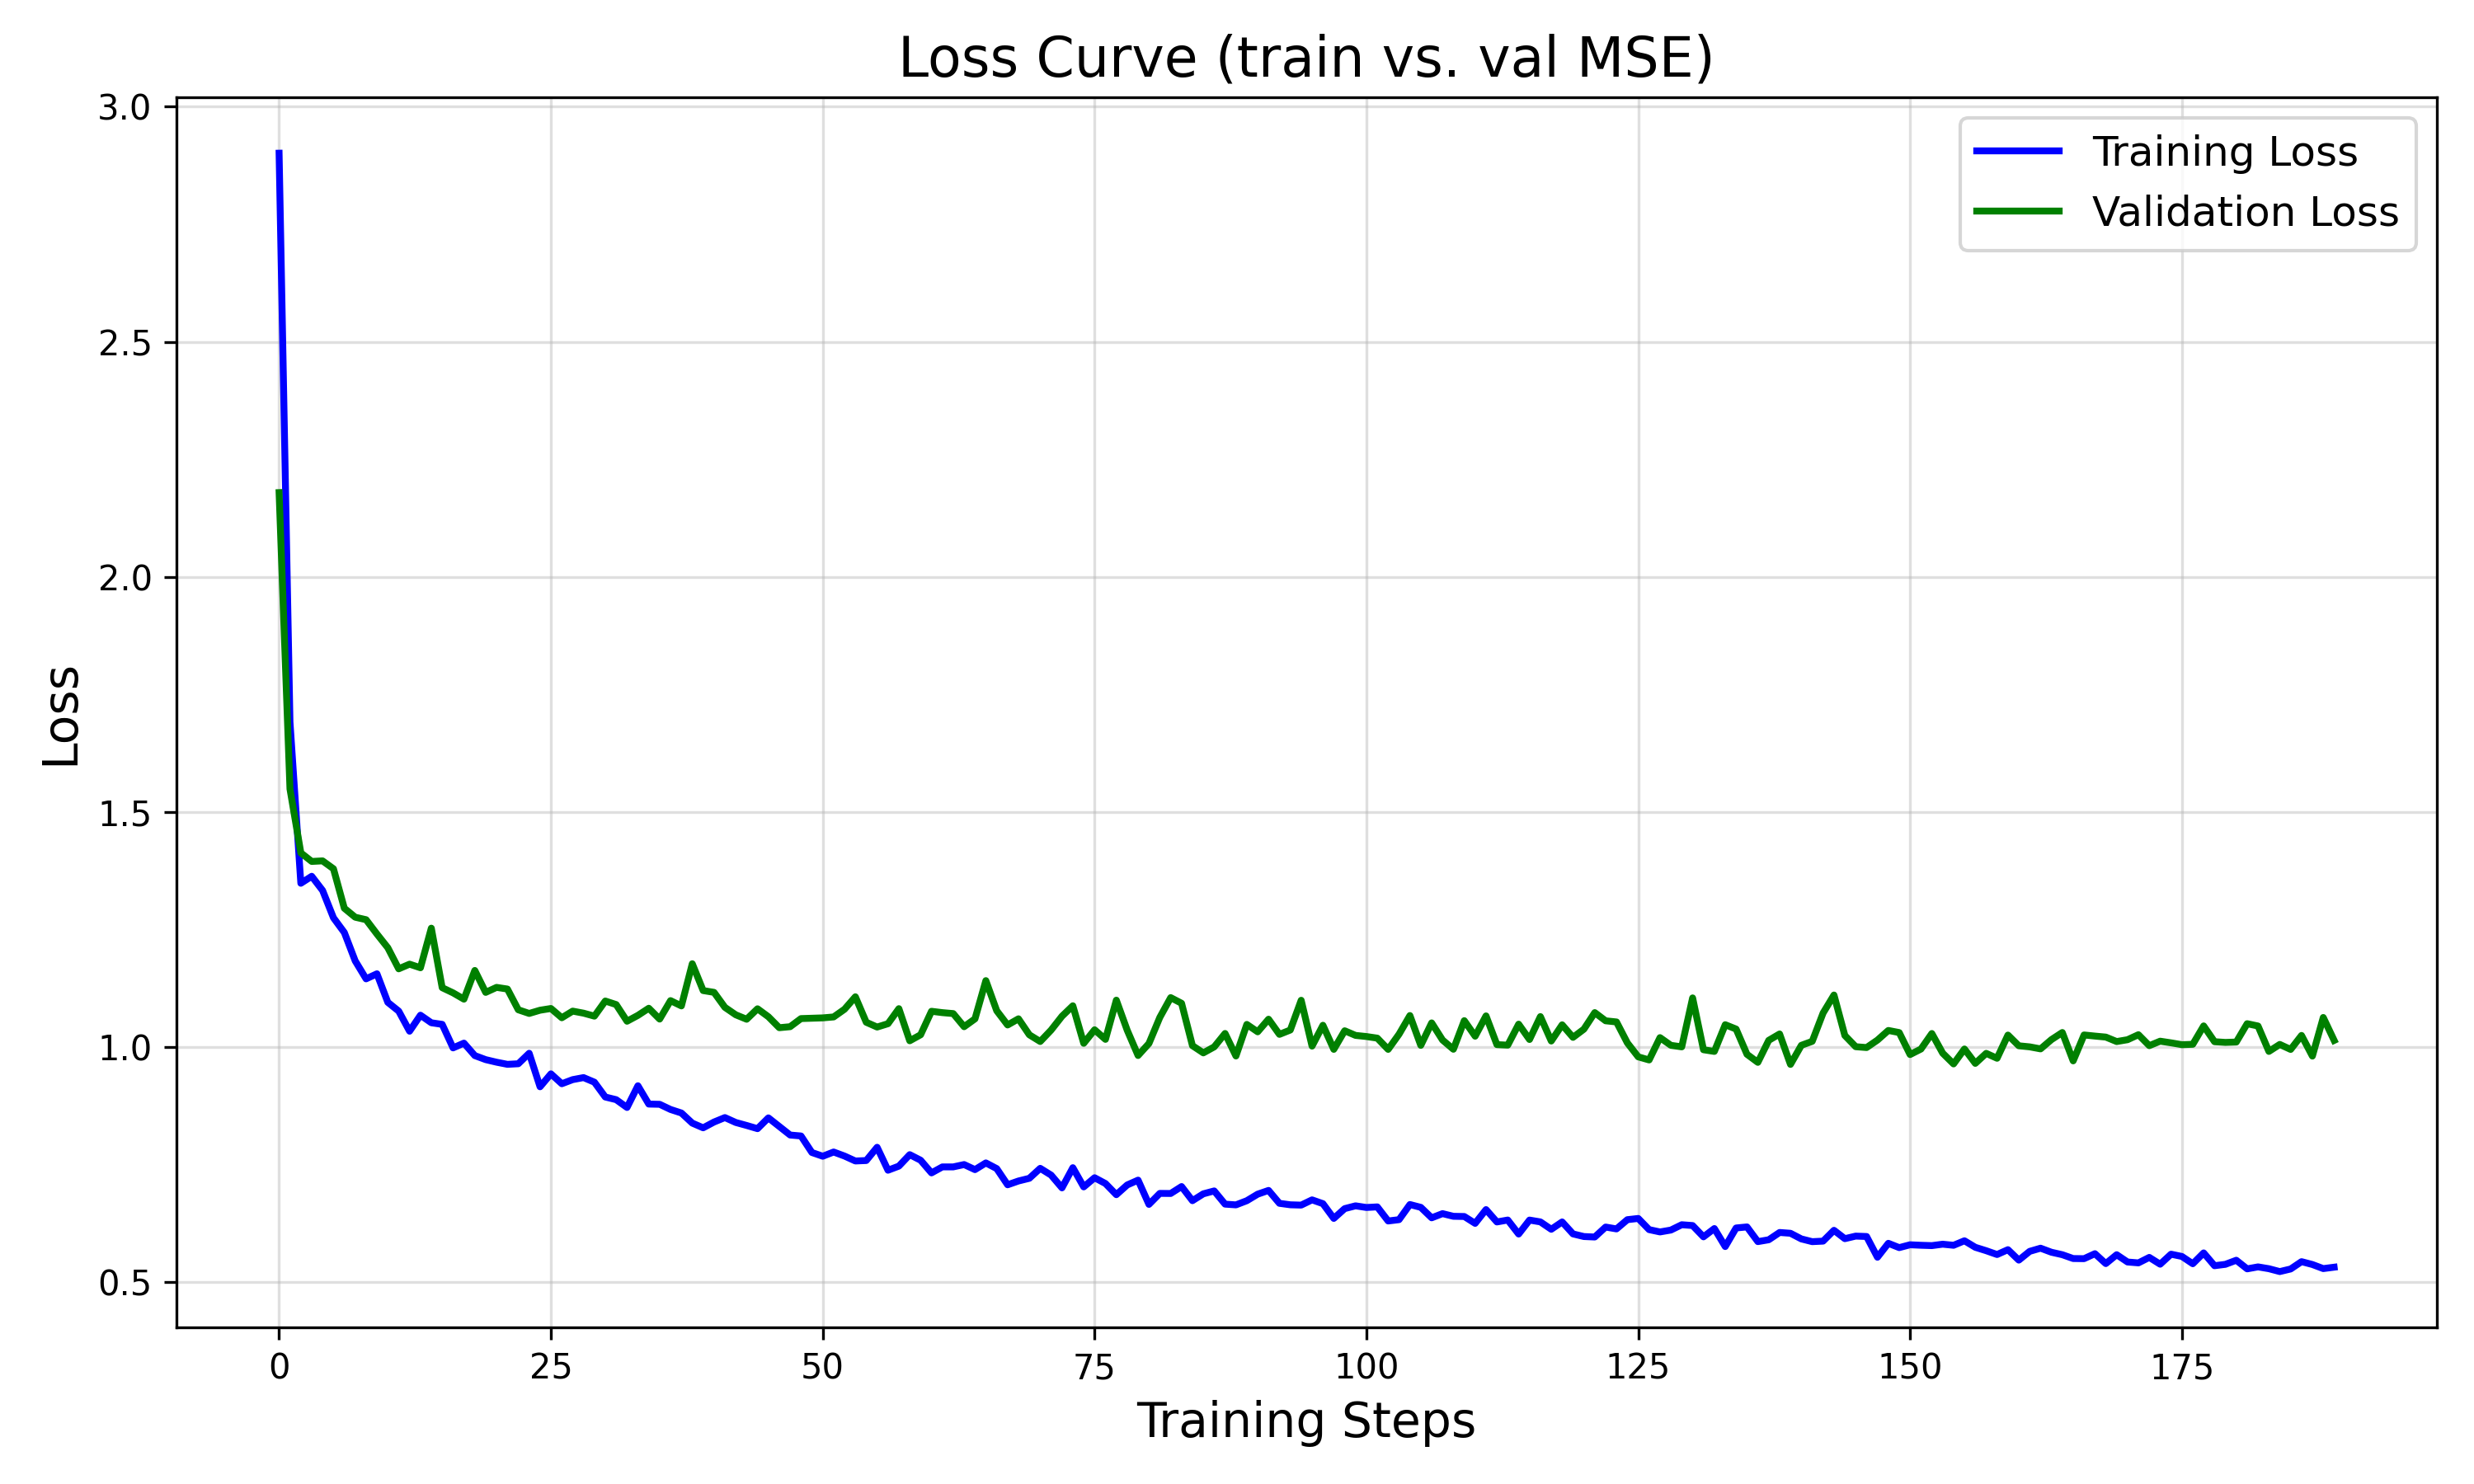 Loss Curve (train vs. val MSE)
Training Loss
Validation Loss
3.0
2.5
2.0
1.5
1.0
0.5
Loss
0 25 50 75 100 125 150 175
Training Steps